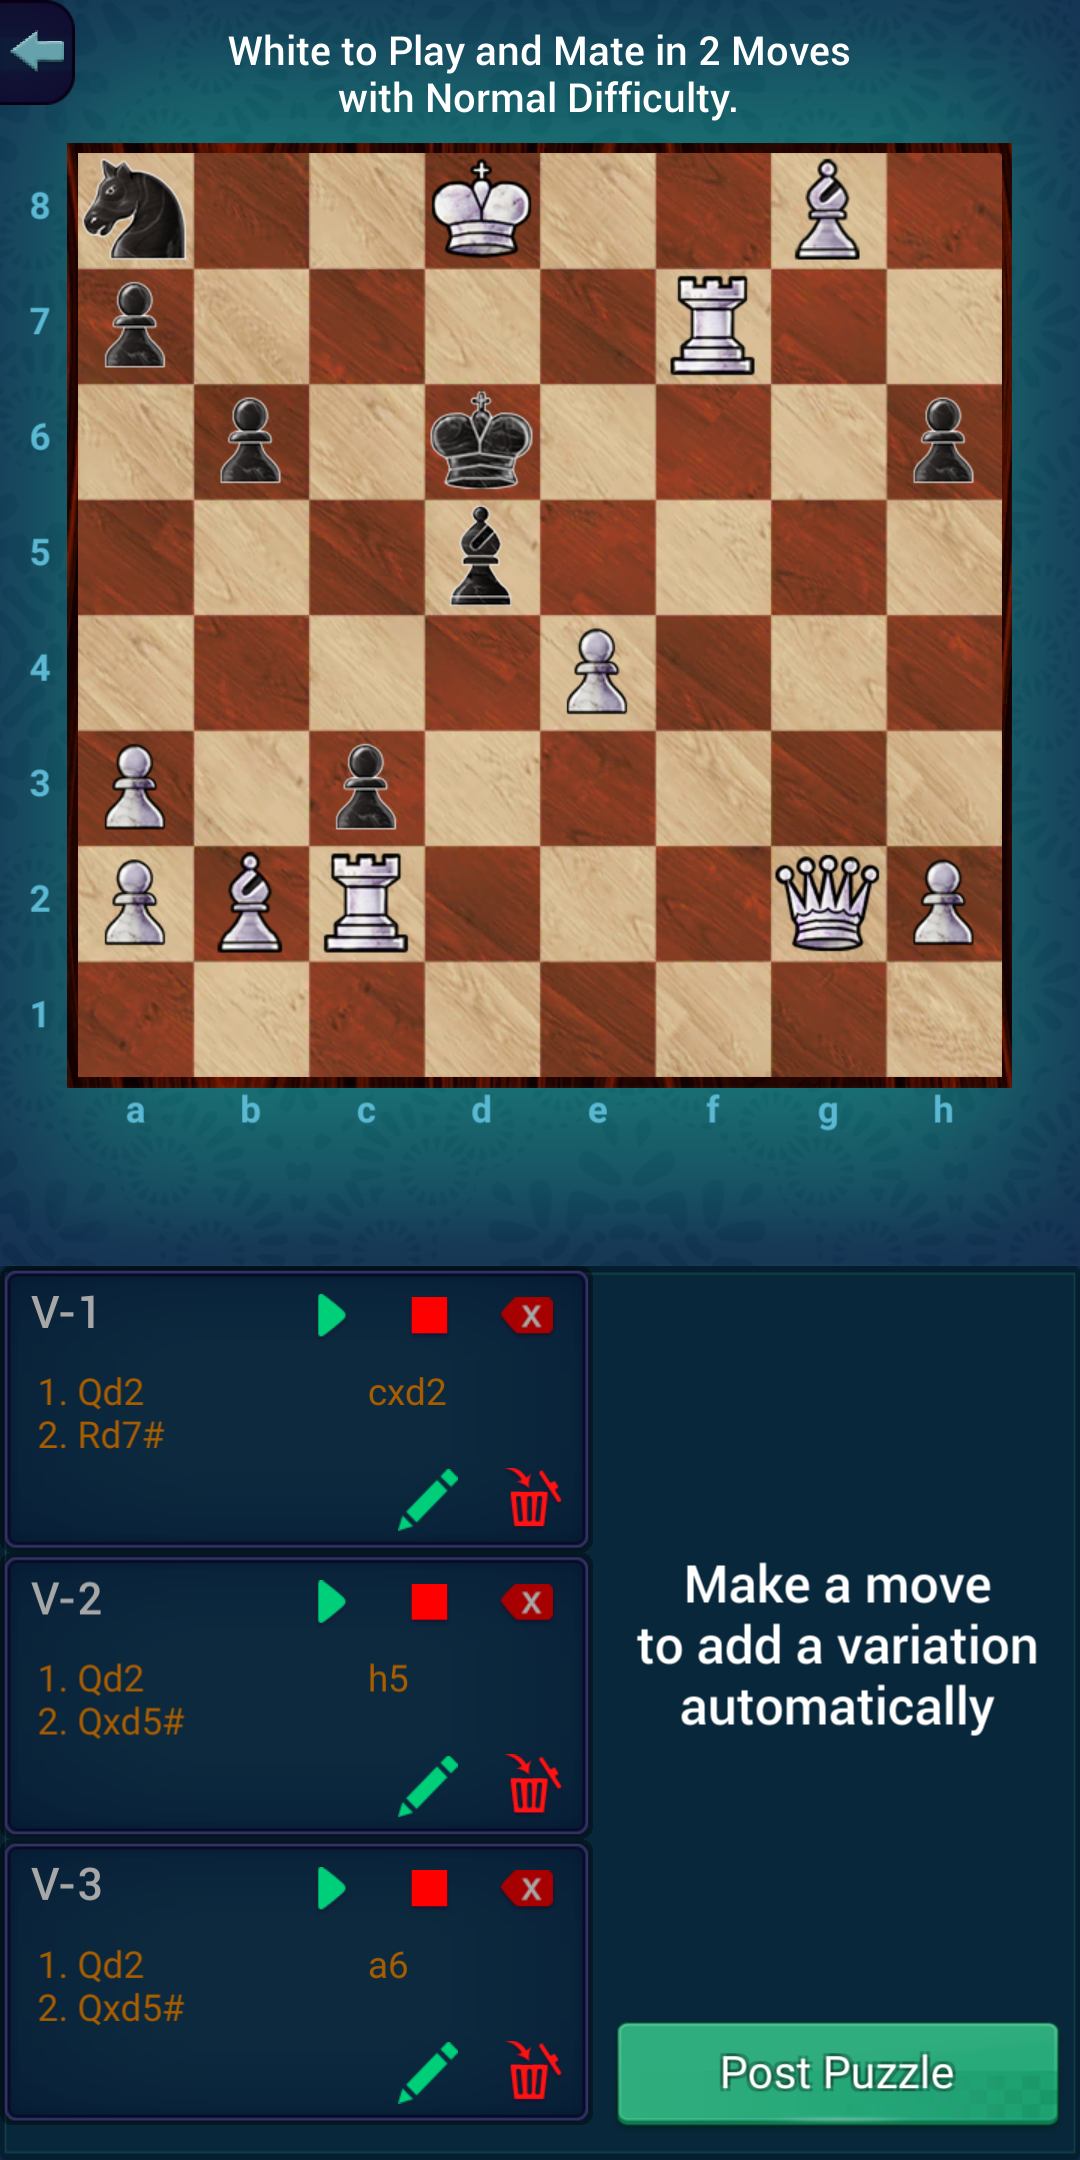 White to Play and Mate in 2 Moves
with Normal Difficulty.
8
7
6
5
4
3
2
1
a b c d e f g h
V-1
X
1. Qd2 cxd2
2. Rd7#
V-2
X
1. Qd2 h5
2. Qxd5#
V-3
X
1. Qd2 a6
2. Qxd5#
Make a move
to add a variation
automatically
Post Puzzle